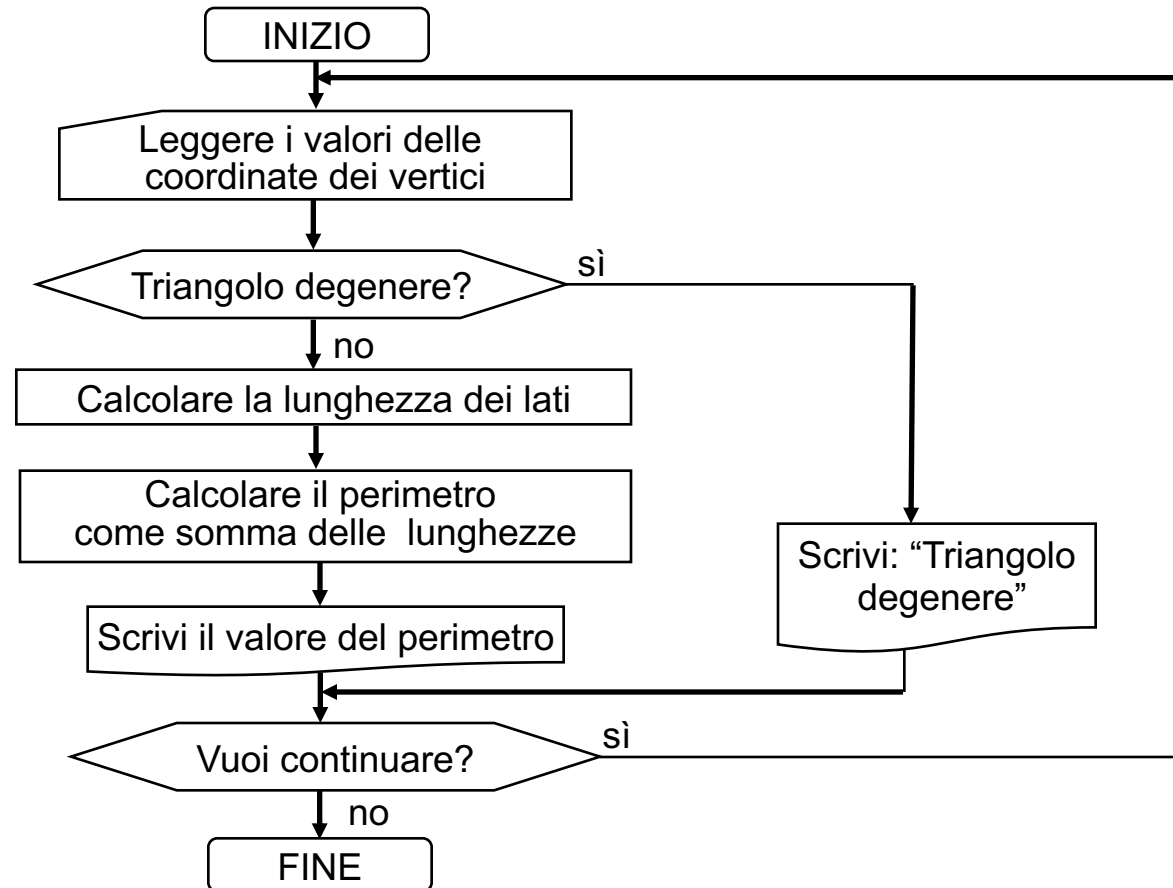 INIZIO
Leggere i valori delle
coordinate dei vertici
Triangolo degenere?
sì
no
Calcolare la lunghezza dei lati
Calcolare il perimetro
come somma delle lunghezze
Scrivi: “Triangolo
degenere”
Scrivi il valore del perimetro
Vuoi continuare?
sì
no
FINE